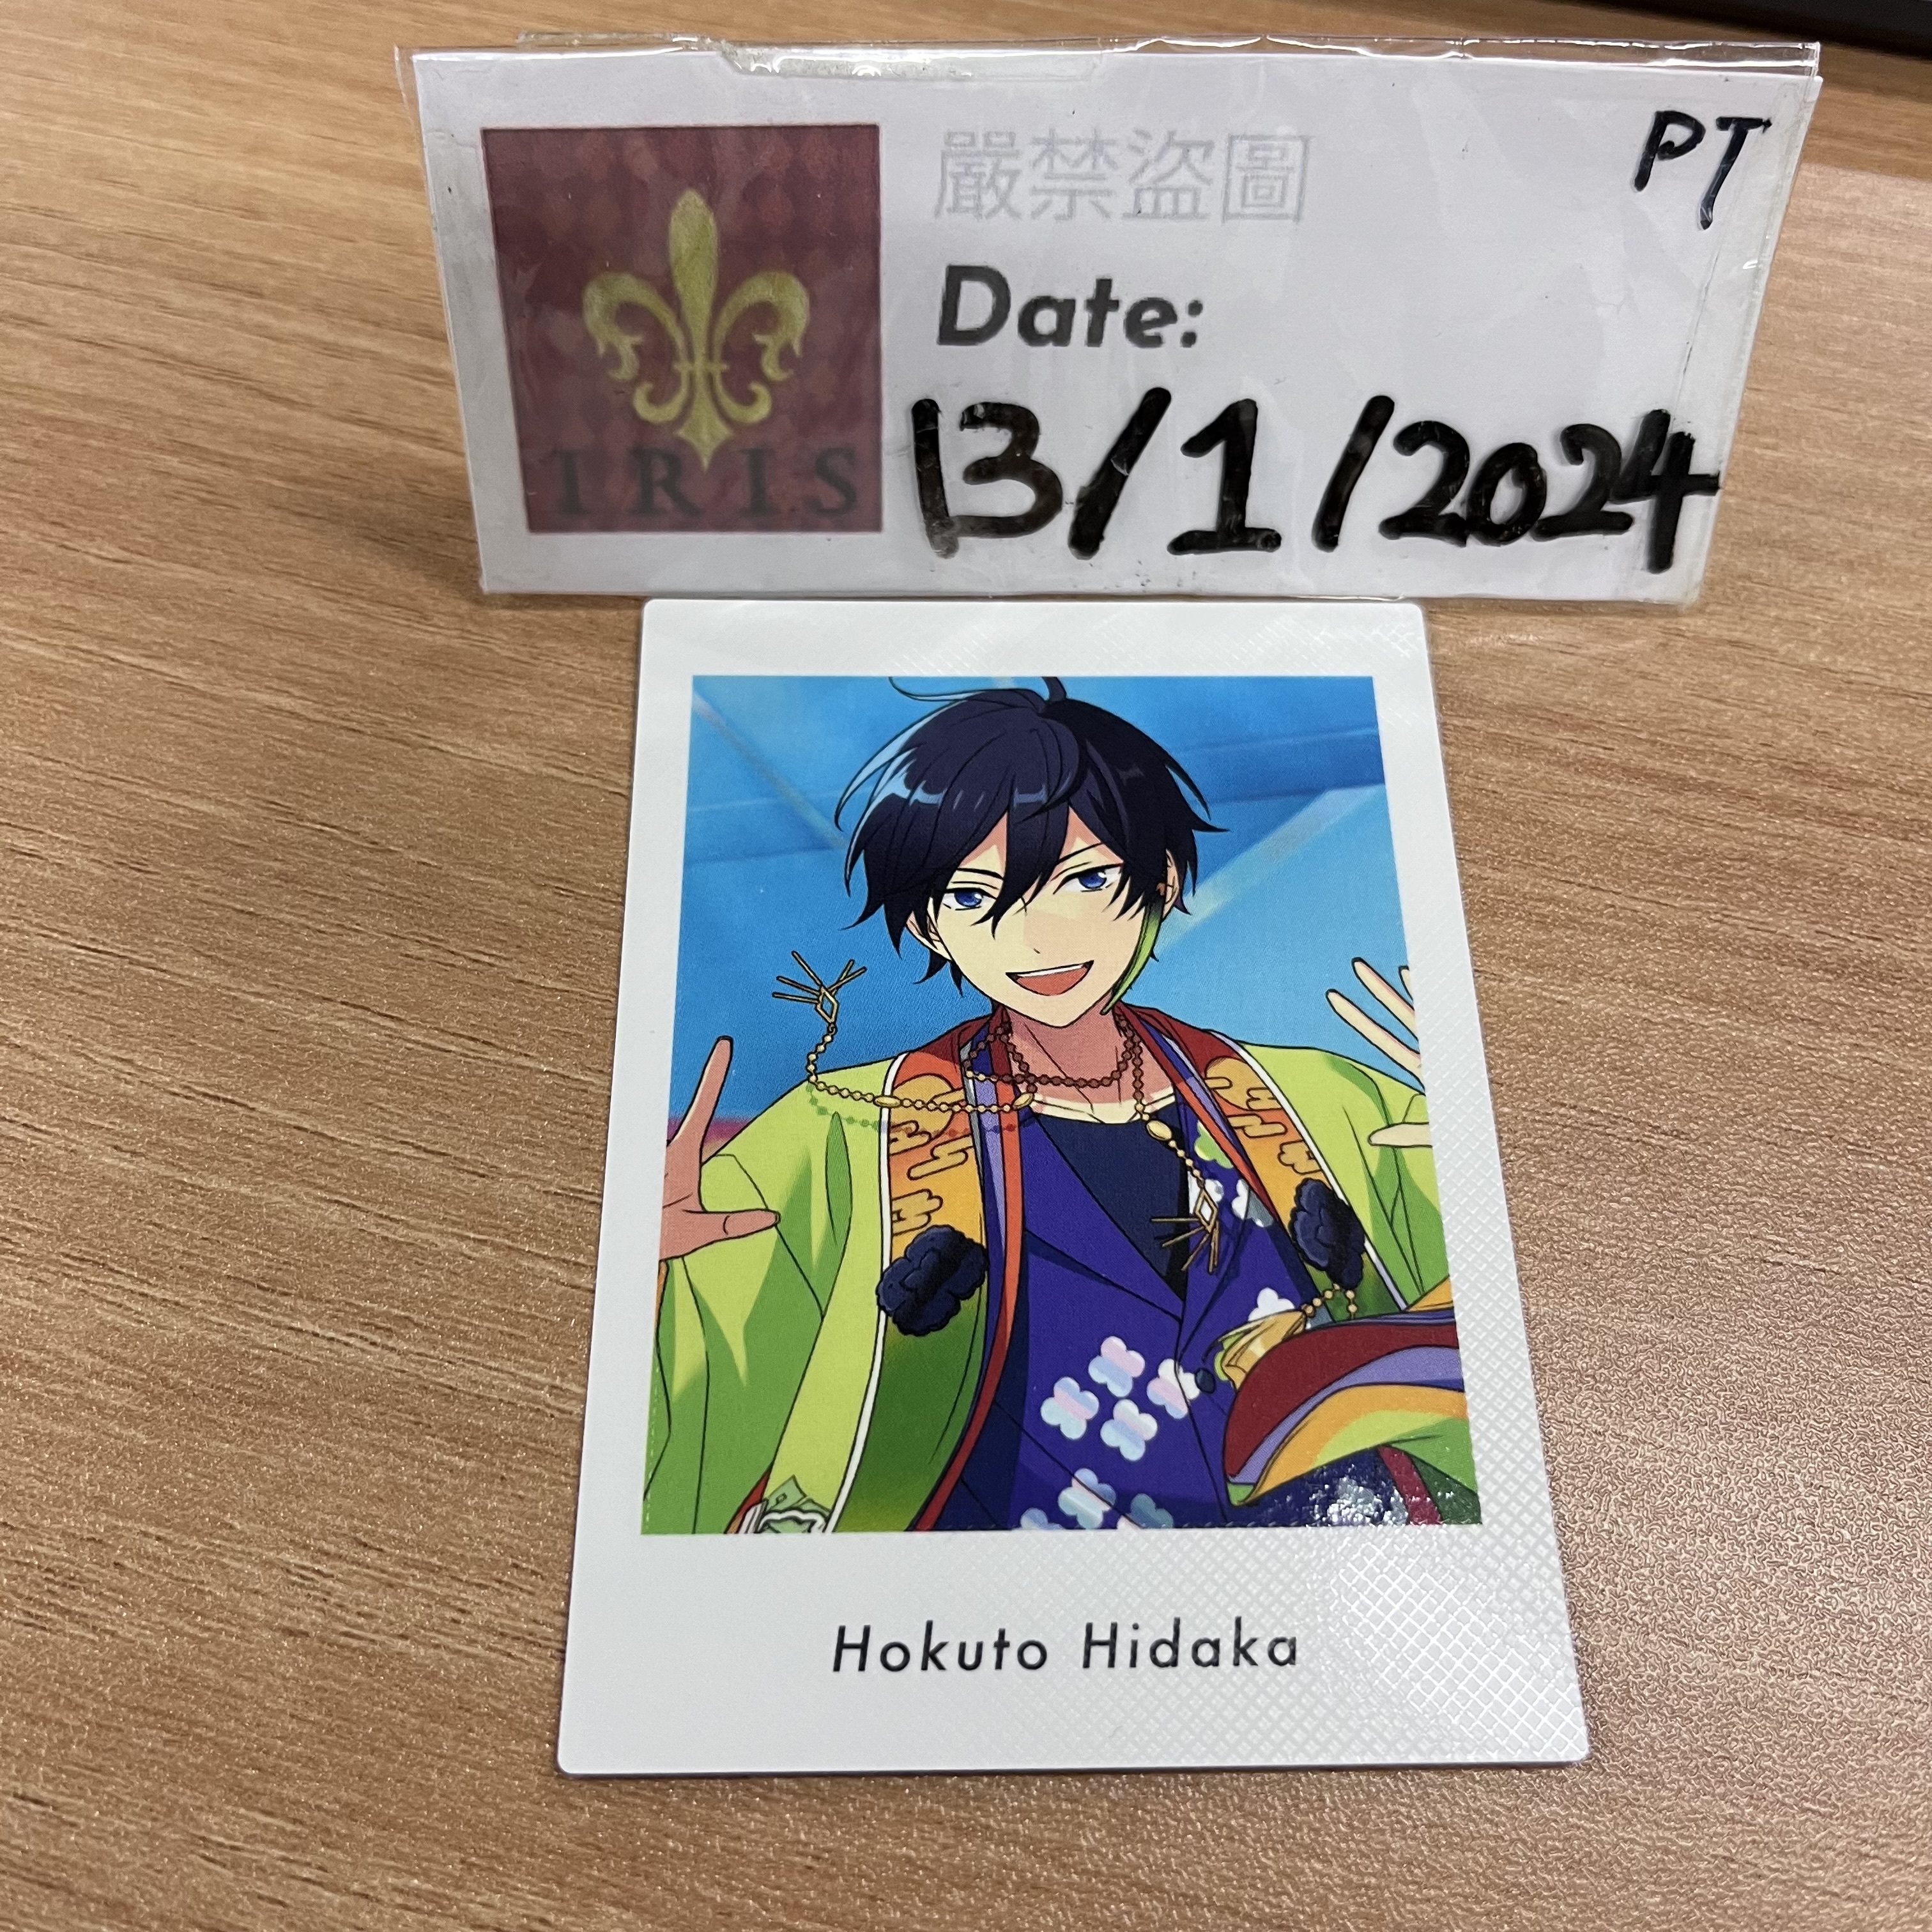 嚴禁盜圖
PT
Date:
13/1/2024
IRIS
Hokuto Hidaka